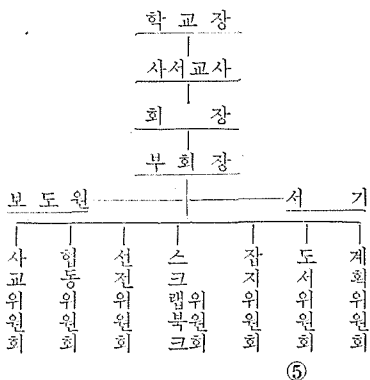 학 교 장
사서교사
회 장
부 회 장
보 도 원
서 기
사교위원회
협동위원회
선전위원회
스크랩북크위원회
잡지위원회
도서위원회
계획위원회
⑤